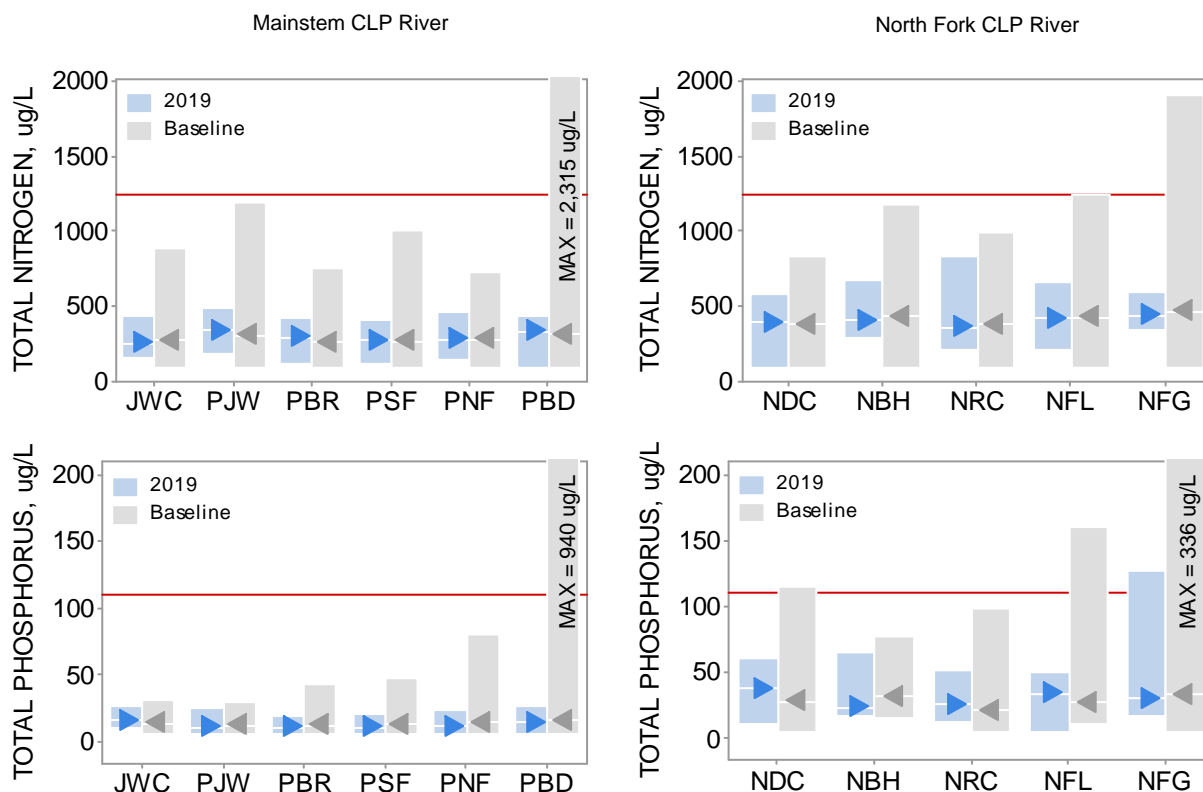 Mainstem CLP River
TOTAL NITROGEN, ug/L
2000
1500
1000
500
0
2019
Baseline
MAX = 2,315 ug/L
JWC PJW PBR PSF PNF PBD
North Fork CLP River
TOTAL NITROGEN, ug/L
2000
1500
1000
500
0
2019
Baseline
NDC NBH NRC NFL NFG
TOTAL PHOSPHORUS, ug/L
200
150
100
50
0
2019
Baseline
MAX = 940 ug/L
JWC PJW PBR PSF PNF PBD
TOTAL PHOSPHORUS, ug/L
200
150
100
50
0
2019
Baseline
MAX = 336 ug/L
NDC NBH NRC NFL NFG